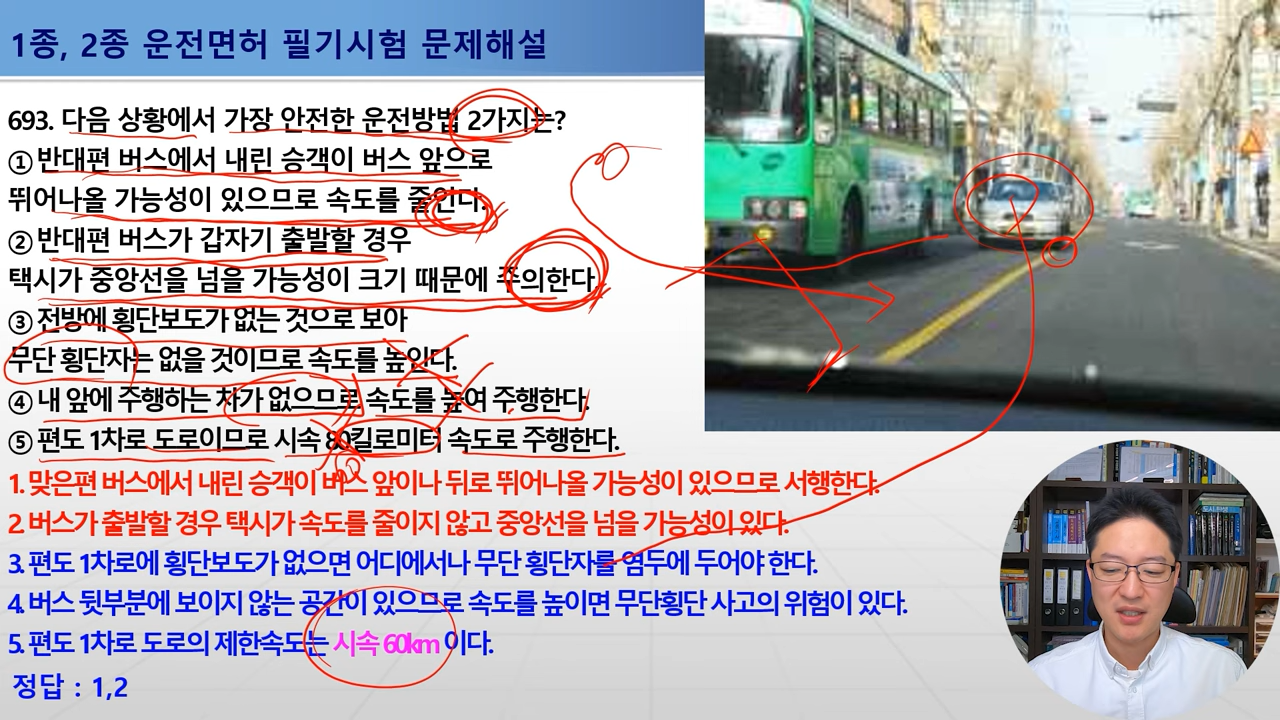 1종, 2종 운전면허 필기시험 문제해설
693. 다음 상황에서 가장 안전한 운전방법 2가지는?
① 반대편 버스에서 내린 승객이 버스 앞으로
뛰어나올 가능성이 있으므로 속도를 줄인다.
② 반대편 버스가 갑자기 출발할 경우
택시가 중앙선을 넘을 가능성이 크기 때문에 주의한다.
③ 전방에 횡단보도가 없는 것으로 보아
무단 횡단자는 없을 것이므로 속도를 높인다.
④ 내 앞에 주행하는 차가 없으므로 속도를 높여 주행한다.
⑤ 편도 1차로 도로이므로 시속 80킬로미터 속도로 주행한다.
1. 맞은편 버스에서 내린 승객이 버스 앞이나 뒤로 뛰어나올 가능성이 있으므로 서행한다.
2. 버스가 출발할 경우 택시가 속도를 줄이지 않고 중앙선을 넘을 가능성이 있다.
3. 편도 1차로에 횡단보도가 없으면 어디에서나 무단 횡단자를 염두에 두어야 한다.
4. 버스 뒷부분에 보이지 않는 공간이 있으므로 속도를 높이면 무단횡단 사고의 위험이 있다.
5. 편도 1차로 도로의 제한속도는 시속 60km 이다.
정답 : 1,2